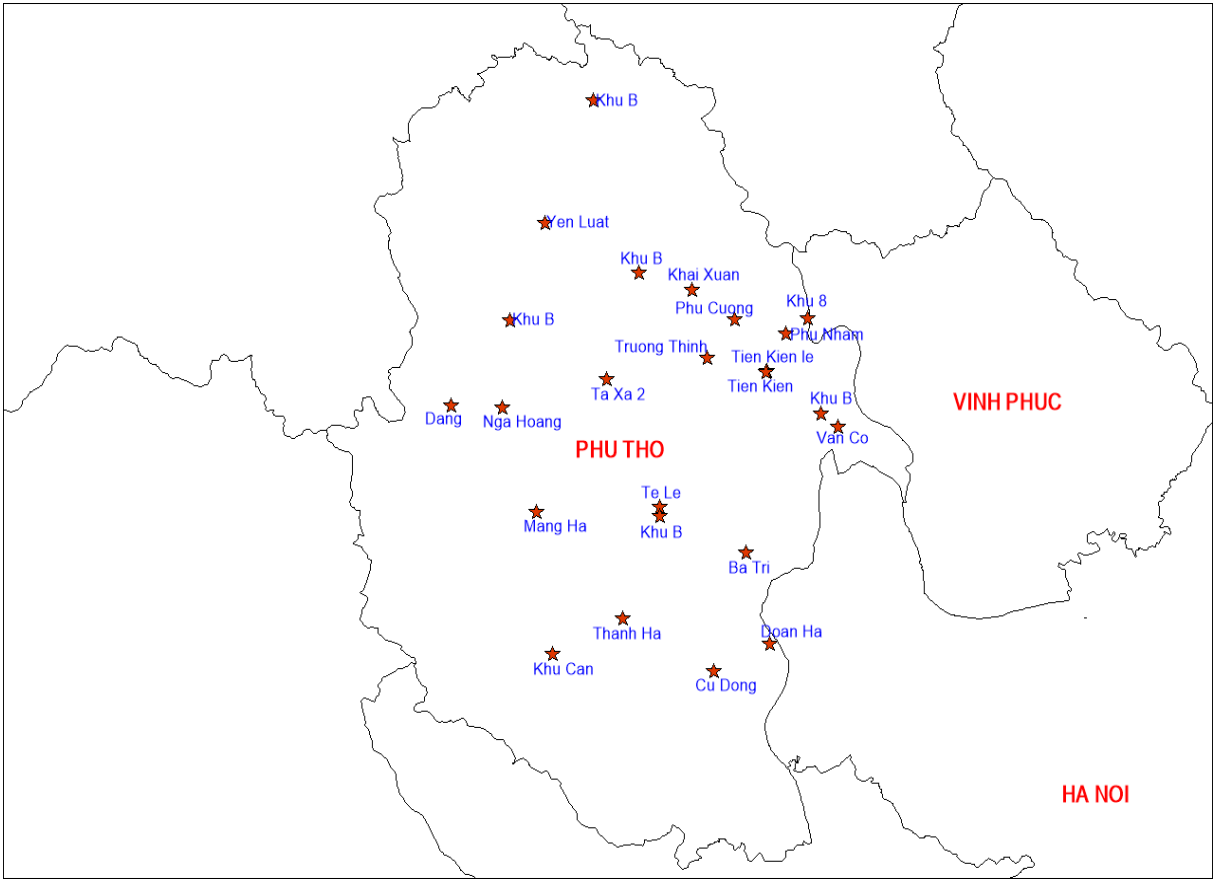 Khu B
Yen Luat
Khu B
Khai Xuan
Khu 8
Phu Cuong
Khu B
Phu Nham
Truong Thinh
Tien Kien Ie
Tien Kien
Ta Xa 2
Khu B
VINH PHUC
Dang
Nga Hoang
Van Co
PHU THO
Te Le
Mang Ha
Khu B
Ba Tri
Thanh Ha
Doan Ha
Khu Can
Cu Dong
HA NOI